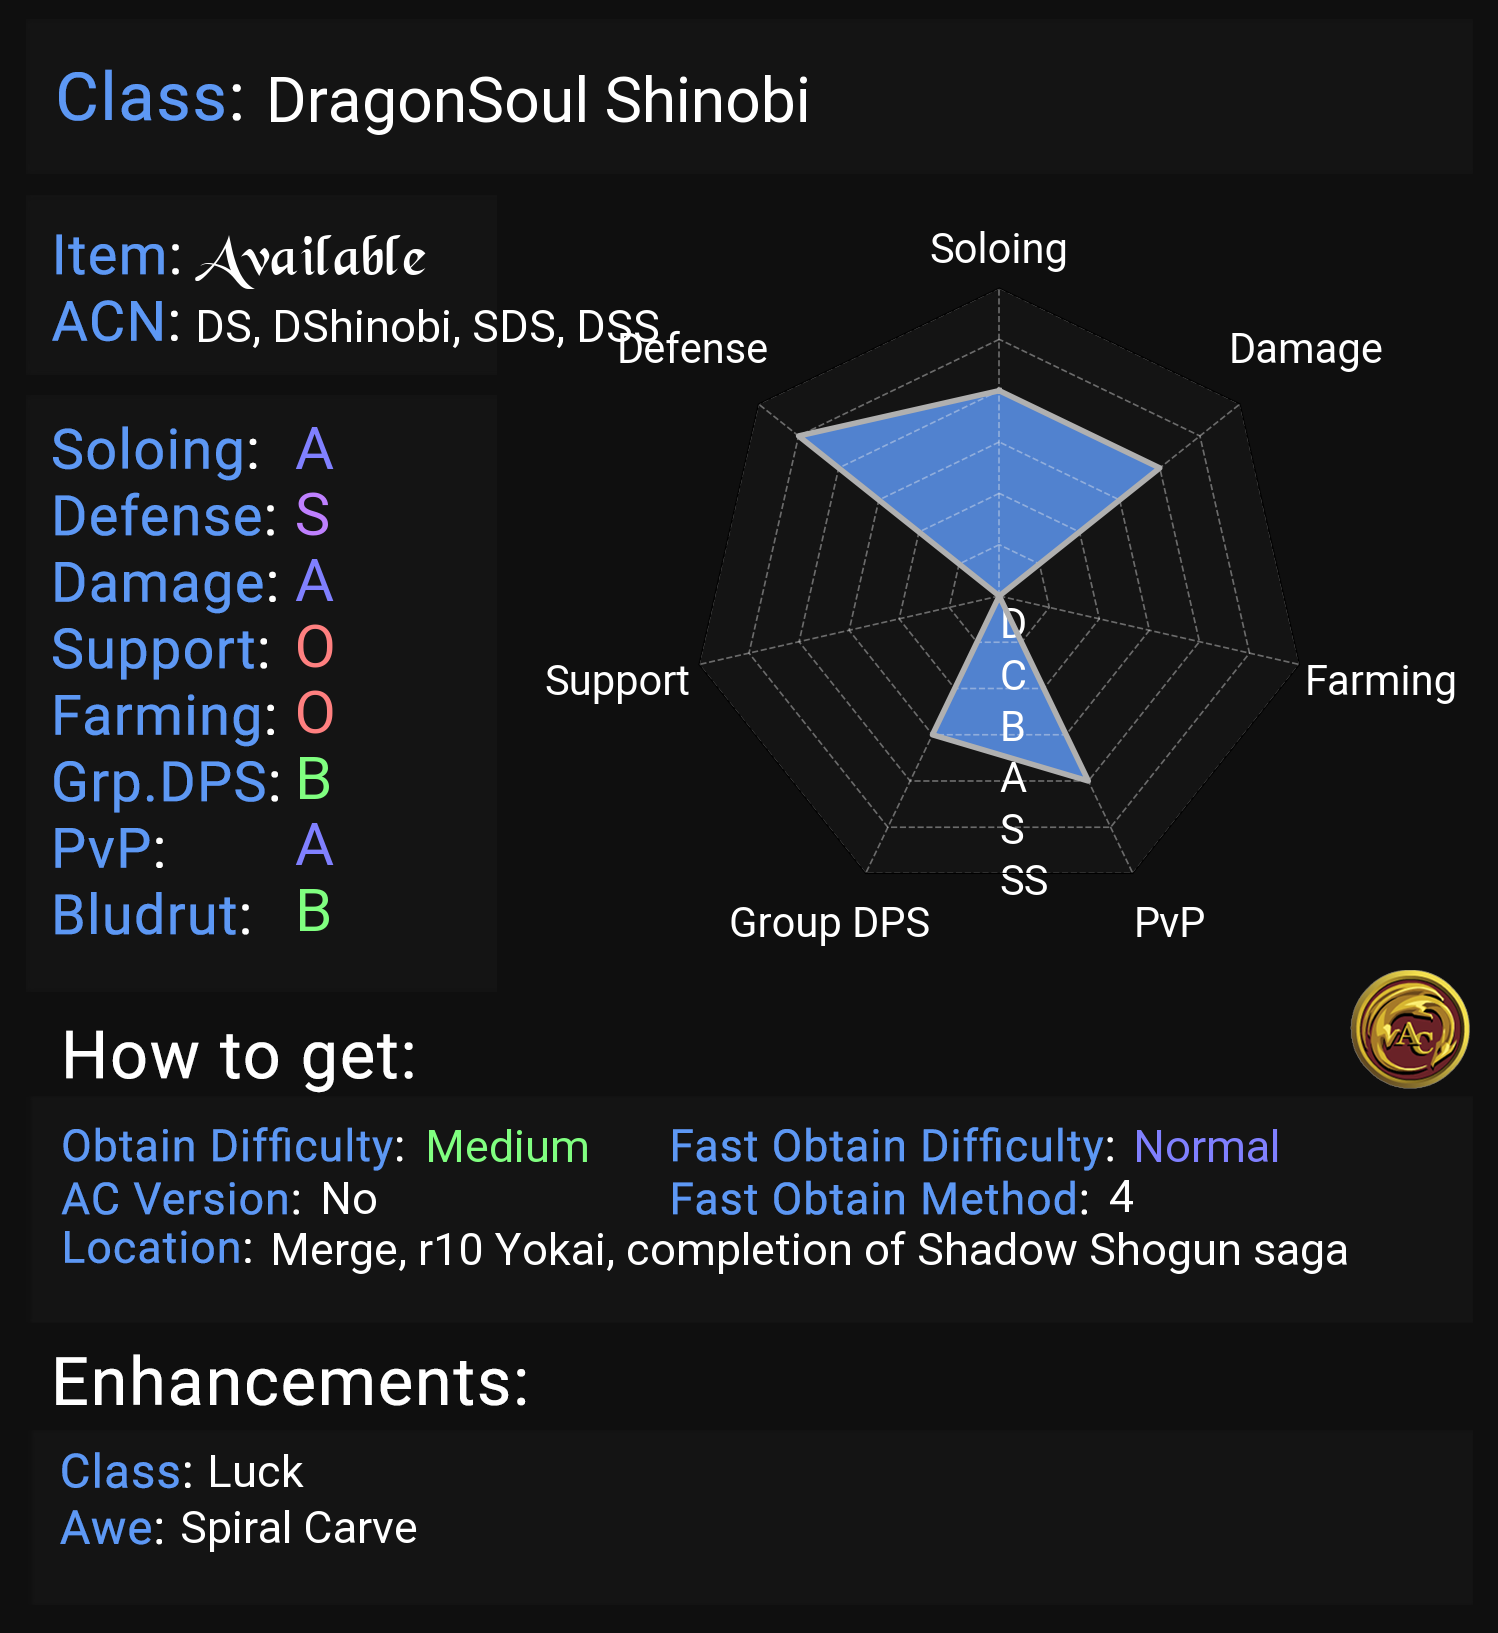 Class: DragonSoul Shinobi
Item: Available
ACN: DS, DShinobi, SDS, DSS
Soloing: A
Defense: S
Damage: A
Support: O
Farming: O
Grp.DPS: B
PvP: A
Bludrut: B
Soloing
Defense
Damage
Support
Farming
Group DPS
PvP
D
C
B
A
S
SS
VAC
How to get:
Obtain Difficulty: Medium
Fast Obtain Difficulty: Normal
AC Version: No
Fast Obtain Method: 4
Location: Merge, r10 Yokai, completion of Shadow Shogun saga
Enhancements:
Class: Luck
Awe: Spiral Carve